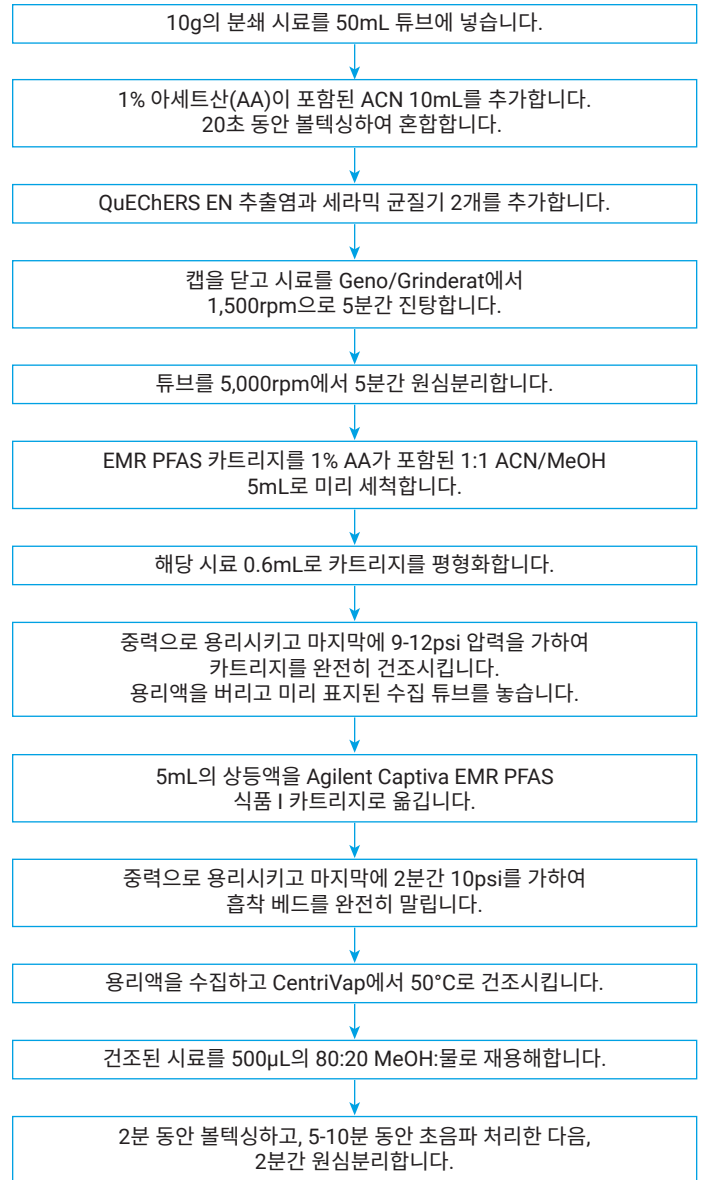 10g의 분쇄 시료를 50mL 튜브에 넣습니다.
1% 아세트산(AA)이 포함된 ACN 10mL를 추가합니다.
20초 동안 볼텍싱하여 혼합합니다.
QuEChERS EN 추출염과 세라믹 균질기 2개를 추가합니다.
캡을 닫고 시료를 Geno/Grinderat에서
1,500rpm으로 5분간 진탕합니다.
튜브를 5,000rpm에서 5분간 원심분리합니다.
EMR PFAS 카트리지를 1% AA가 포함된 1:1 ACN/MeOH
5mL로 미리 세척합니다.
해당 시료 0.6mL로 카트리지를 평형화합니다.
중력으로 용리시키고 마지막에 9-12psi 압력을 가하여
카트리지를 완전히 건조시킵니다.
용리액을 버리고 미리 표지된 수집 튜브를 놓습니다.
5mL의 상등액을 Agilent Captiva EMR PFAS
식품 I 카트리지로 옮깁니다.
중력으로 용리시키고 마지막에 2분간 10psi를 가하여
흡착 베드를 완전히 말립니다.
용리액을 수집하고 CentriVap에서 50°C로 건조시킵니다.
건조된 시료를 500µL의 80:20 MeOH:물로 재용해합니다.
2분 동안 볼텍싱하고, 5-10분 동안 초음파 처리한 다음,
2분간 원심분리합니다.